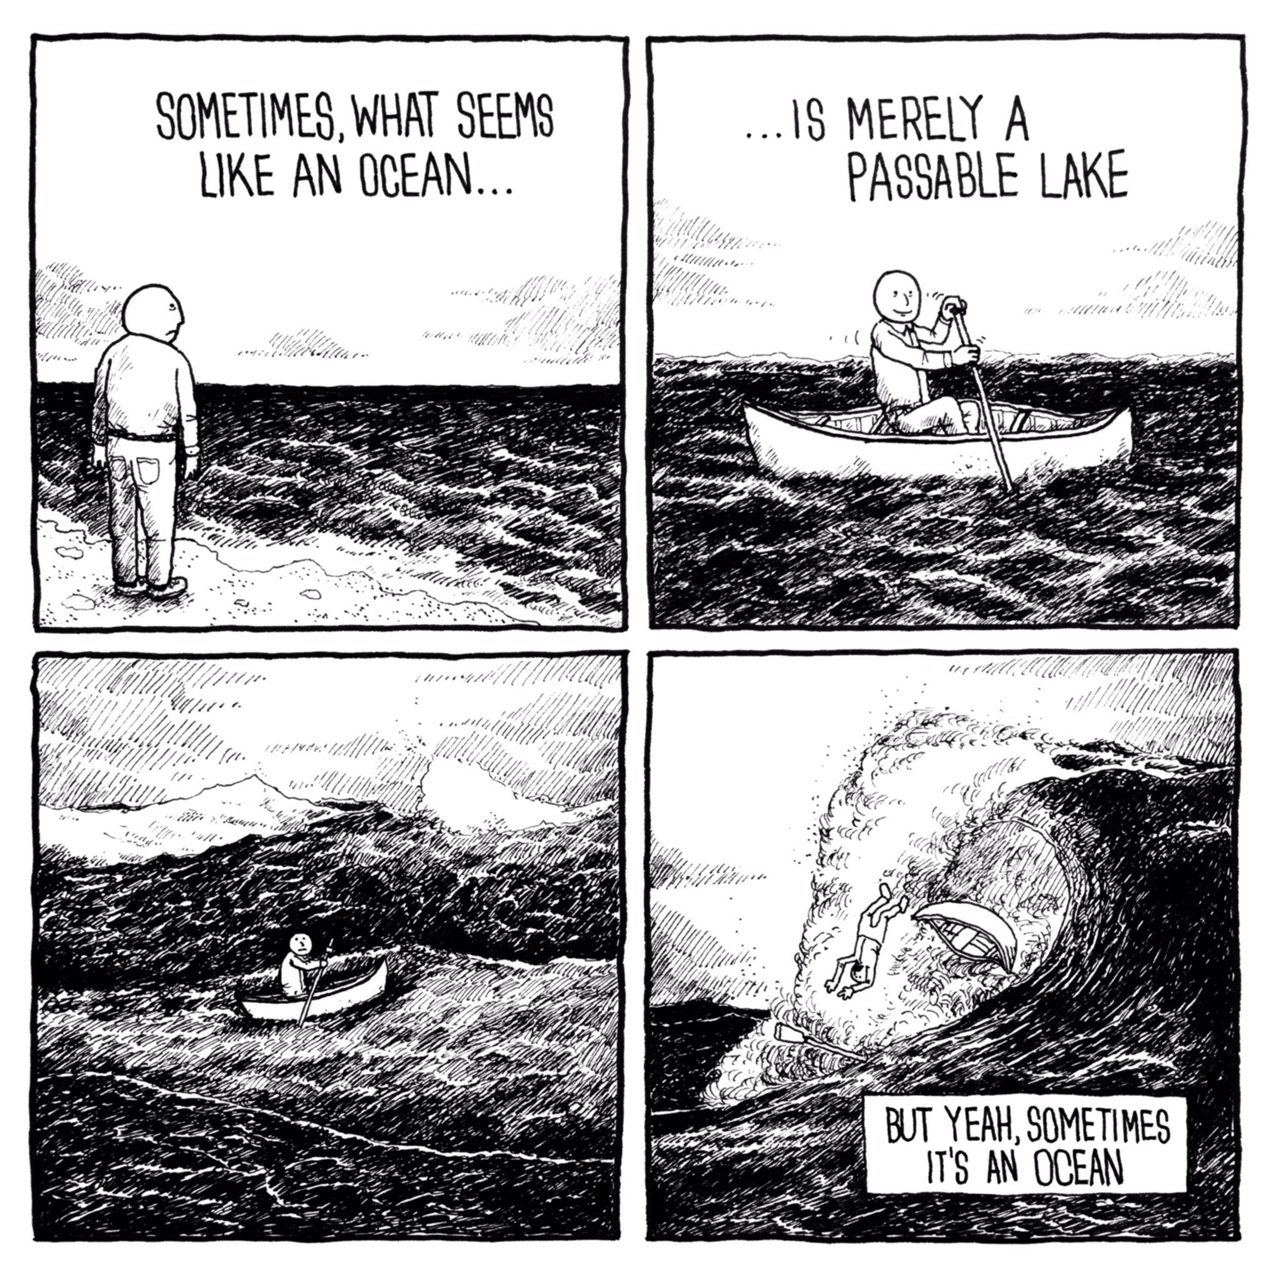 SOMETIMES, WHAT SEEMS
LIKE AN OCEAN...
...IS MERELY A
PASSABLE LAKE
BUT YEAH, SOMETIMES
IT'S AN OCEAN